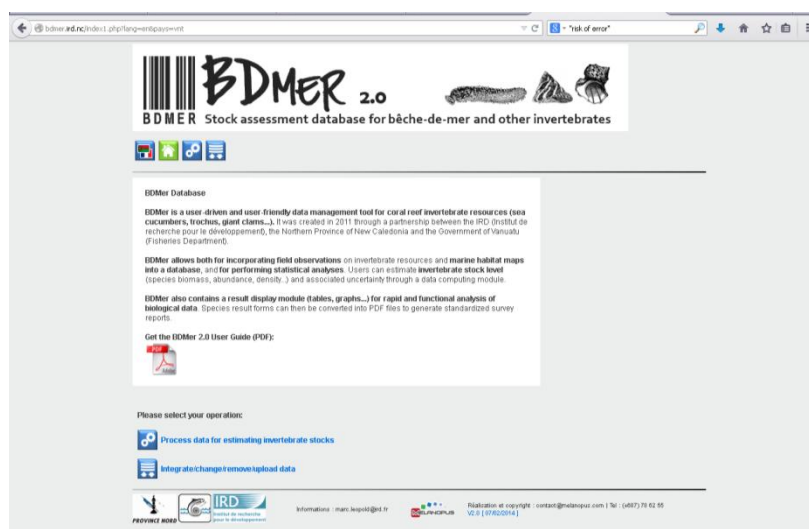 bdmer.ird.nc/index1.php?lang=en&pays=vnt
"risk of error"
BDMER 2.0
BDMER Stock assessment database for bêche-de-mer and other invertebrates
BDMer Database
BDMer is a user-driven and user-friendly data management tool for coral reef invertebrate resources (sea
cucumbers, trochus, giant clams...). It was created in 2011 through a partnership between the IRD (Institut de
recherche pour le développement), the Northern Province of New Caledonia and the Government of Vanuatu
(Fisheries Department).
BDMer allows both for incorporating field observations on invertebrate resources and marine habitat maps
into a database, and for performing statistical analyses. Users can estimate invertebrate stock level
(species biomass, abundance, density..) and associated uncertainty through a data computing module.
BDMer also contains a result display module (tables, graphs...) for rapid and functional analysis of
biological data. Species result forms can then be converted into PDF files to generate standardized survey
reports.
Get the BDMer 2.0 User Guide (PDF):
PDF
Adobe
Please select your operation:
Process data for estimating invertebrate stocks
Integrate/change/remove/upload data
PROVINCE NORD
IRD
Institut de recherche
pour le développement
Informations : marc.leopold@ird.fr
MELANOPUS
Réalisation et copyright : contact@melanopus.com | Tel : (+687) 79 62 55
V2.0 [ 07/02/2014 ]